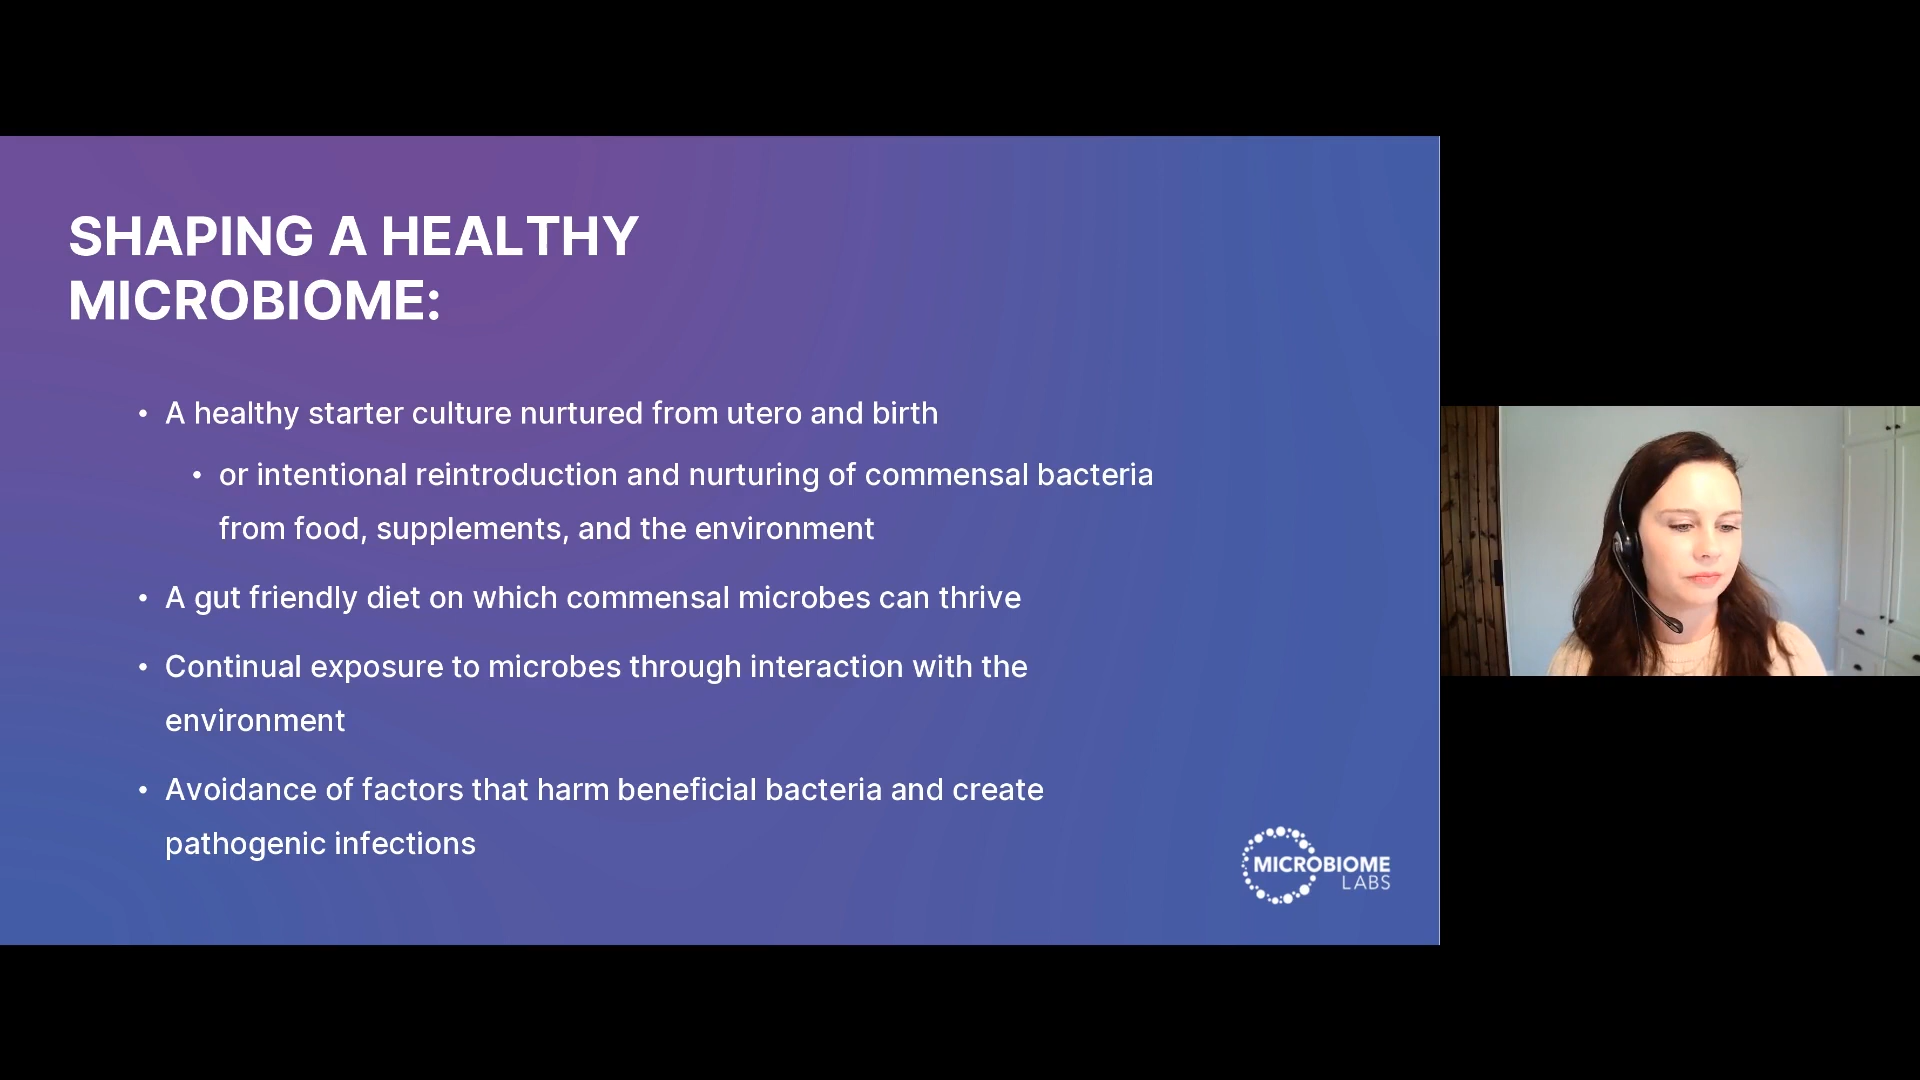 SHAPING A HEALTHY
MICROBIOME:
• A healthy starter culture nurtured from utero and birth
• or intentional reintroduction and nurturing of commensal bacteria
from food, supplements, and the environment
• A gut friendly diet on which commensal microbes can thrive
• Continual exposure to microbes through interaction with the
environment
• Avoidance of factors that harm beneficial bacteria and create
pathogenic infections
MICROBIOME
LABS